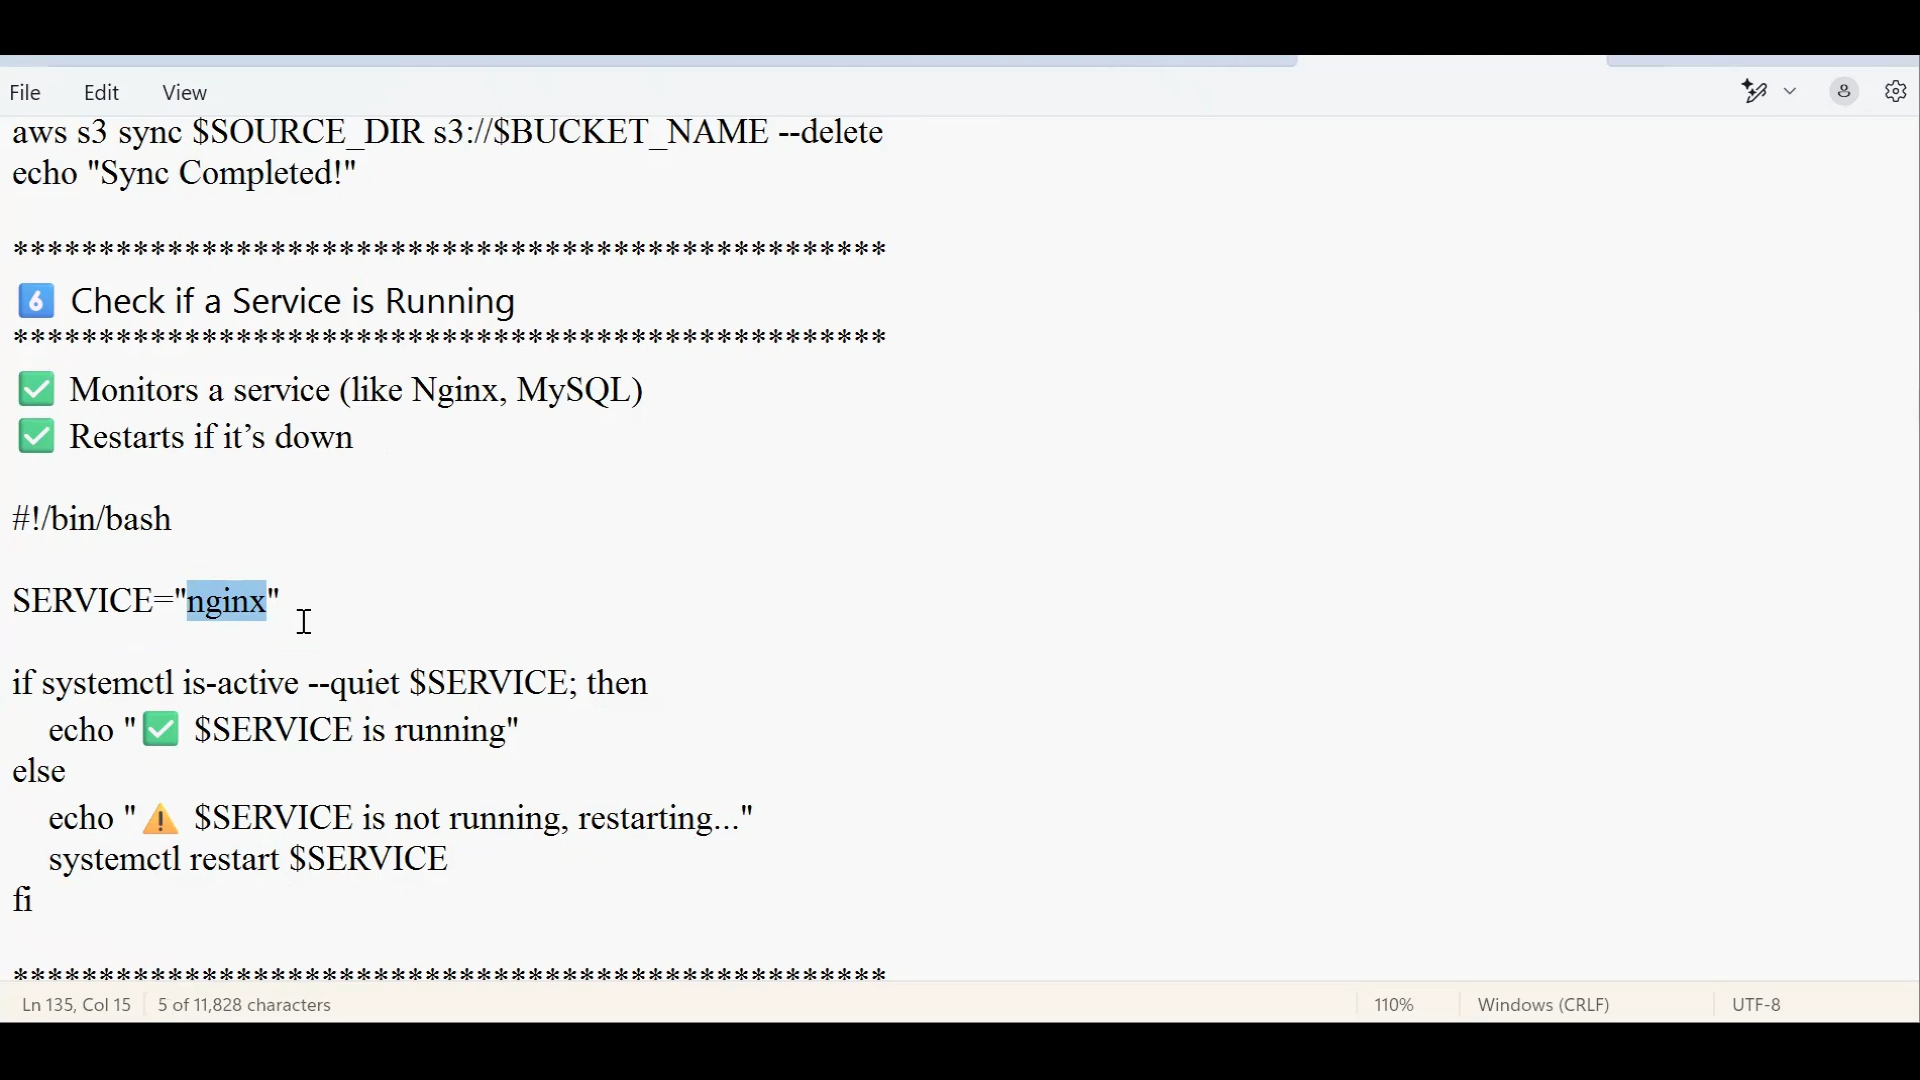 File Edit View
aws s3 sync $SOURCE_DIR s3://$BUCKET_NAME --delete
echo "Sync Completed!"
**************************************************
6️⃣ Check if a Service is Running
**************************************************
✅ Monitors a service (like Nginx, MySQL)
✅ Restarts if it’s down
#!/bin/bash
SERVICE="nginx"
if systemctl is-active --quiet $SERVICE; then
echo "✅ $SERVICE is running"
else
echo "⚠️ $SERVICE is not running, restarting..."
systemctl restart $SERVICE
fi
**************************************************
Ln 135, Col 15 5 of 11,828 characters 110% Windows (CRLF) UTF-8